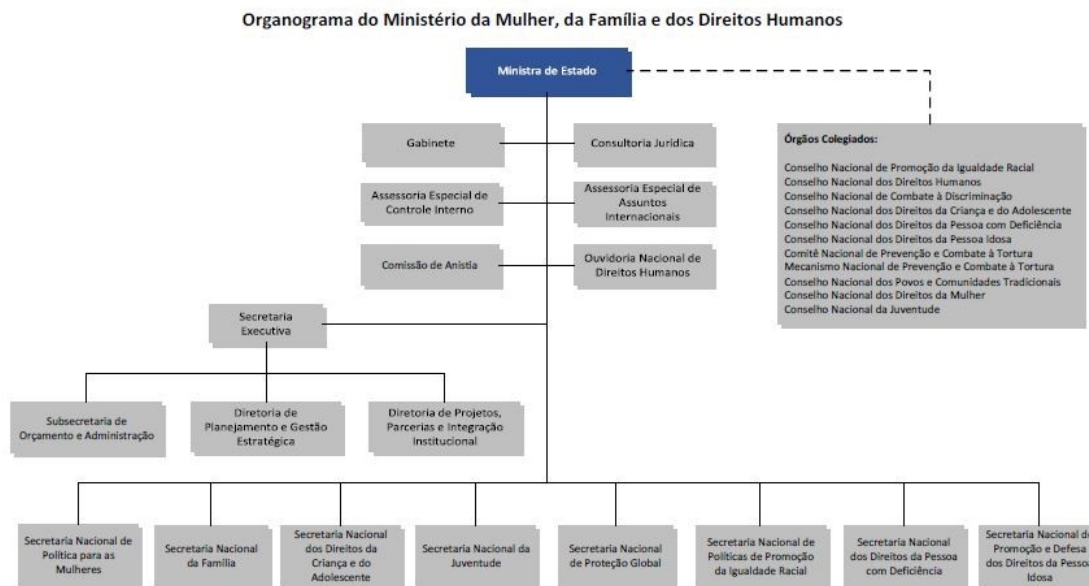 Organograma do Ministério da Mulher, da Família e dos Direitos Humanos
Ministra de Estado
Gabinete
Consultoria Jurídica
Assessoria Especial de
Controle Interno
Assessoria Especial de
Assuntos
Internacionais
Comissão de Anistia
Ouvidoria Nacional de
Direitos Humanos
Órgãos Colegiados:
Conselho Nacional de Promoção da Igualdade Racial
Conselho Nacional dos Direitos Humanos
Conselho Nacional de Combate à Discriminação
Conselho Nacional dos Direitos da Criança e do Adolescente
Conselho Nacional dos Direitos da Pessoa com Deficiência
Conselho Nacional dos Direitos da Pessoa Idosa
Comitê Nacional de Prevenção e Combate à Tortura
Mecanismo Nacional de Prevenção e Combate à Tortura
Conselho Nacional dos Povos e Comunidades Tradicionais
Conselho Nacional dos Direitos da Mulher
Conselho Nacional da Juventude
Secretaria
Executiva
Subsecretaria de
Orçamento e Administração
Diretoria de
Planejamento e Gestão
Estratégica
Diretoria de Projetos,
Parcerias e Integração
Institucional
Secretaria Nacional de
Política para as
Mulheres
Secretaria Nacional
da Família
Secretaria Nacional
dos Direitos da
Criança e do
Adolescente
Secretaria Nacional da
Juventude
Secretaria Nacional
de Proteção Global
Secretaria Nacional de
Políticas de Promoção
da Igualdade Racial
Secretaria Nacional
dos Direitos da Pessoa
com Deficiência
Secretaria Nacional de
Promoção e Defesa
dos Direitos da Pessoa
Idosa